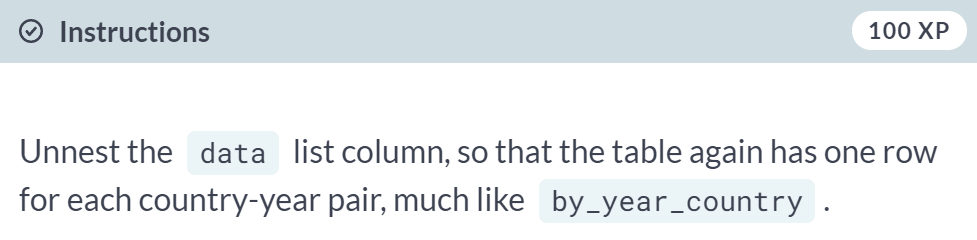 Instructions
100 XP
Unnest the data list column, so that the table again has one row
for each country-year pair, much like by_year_country .